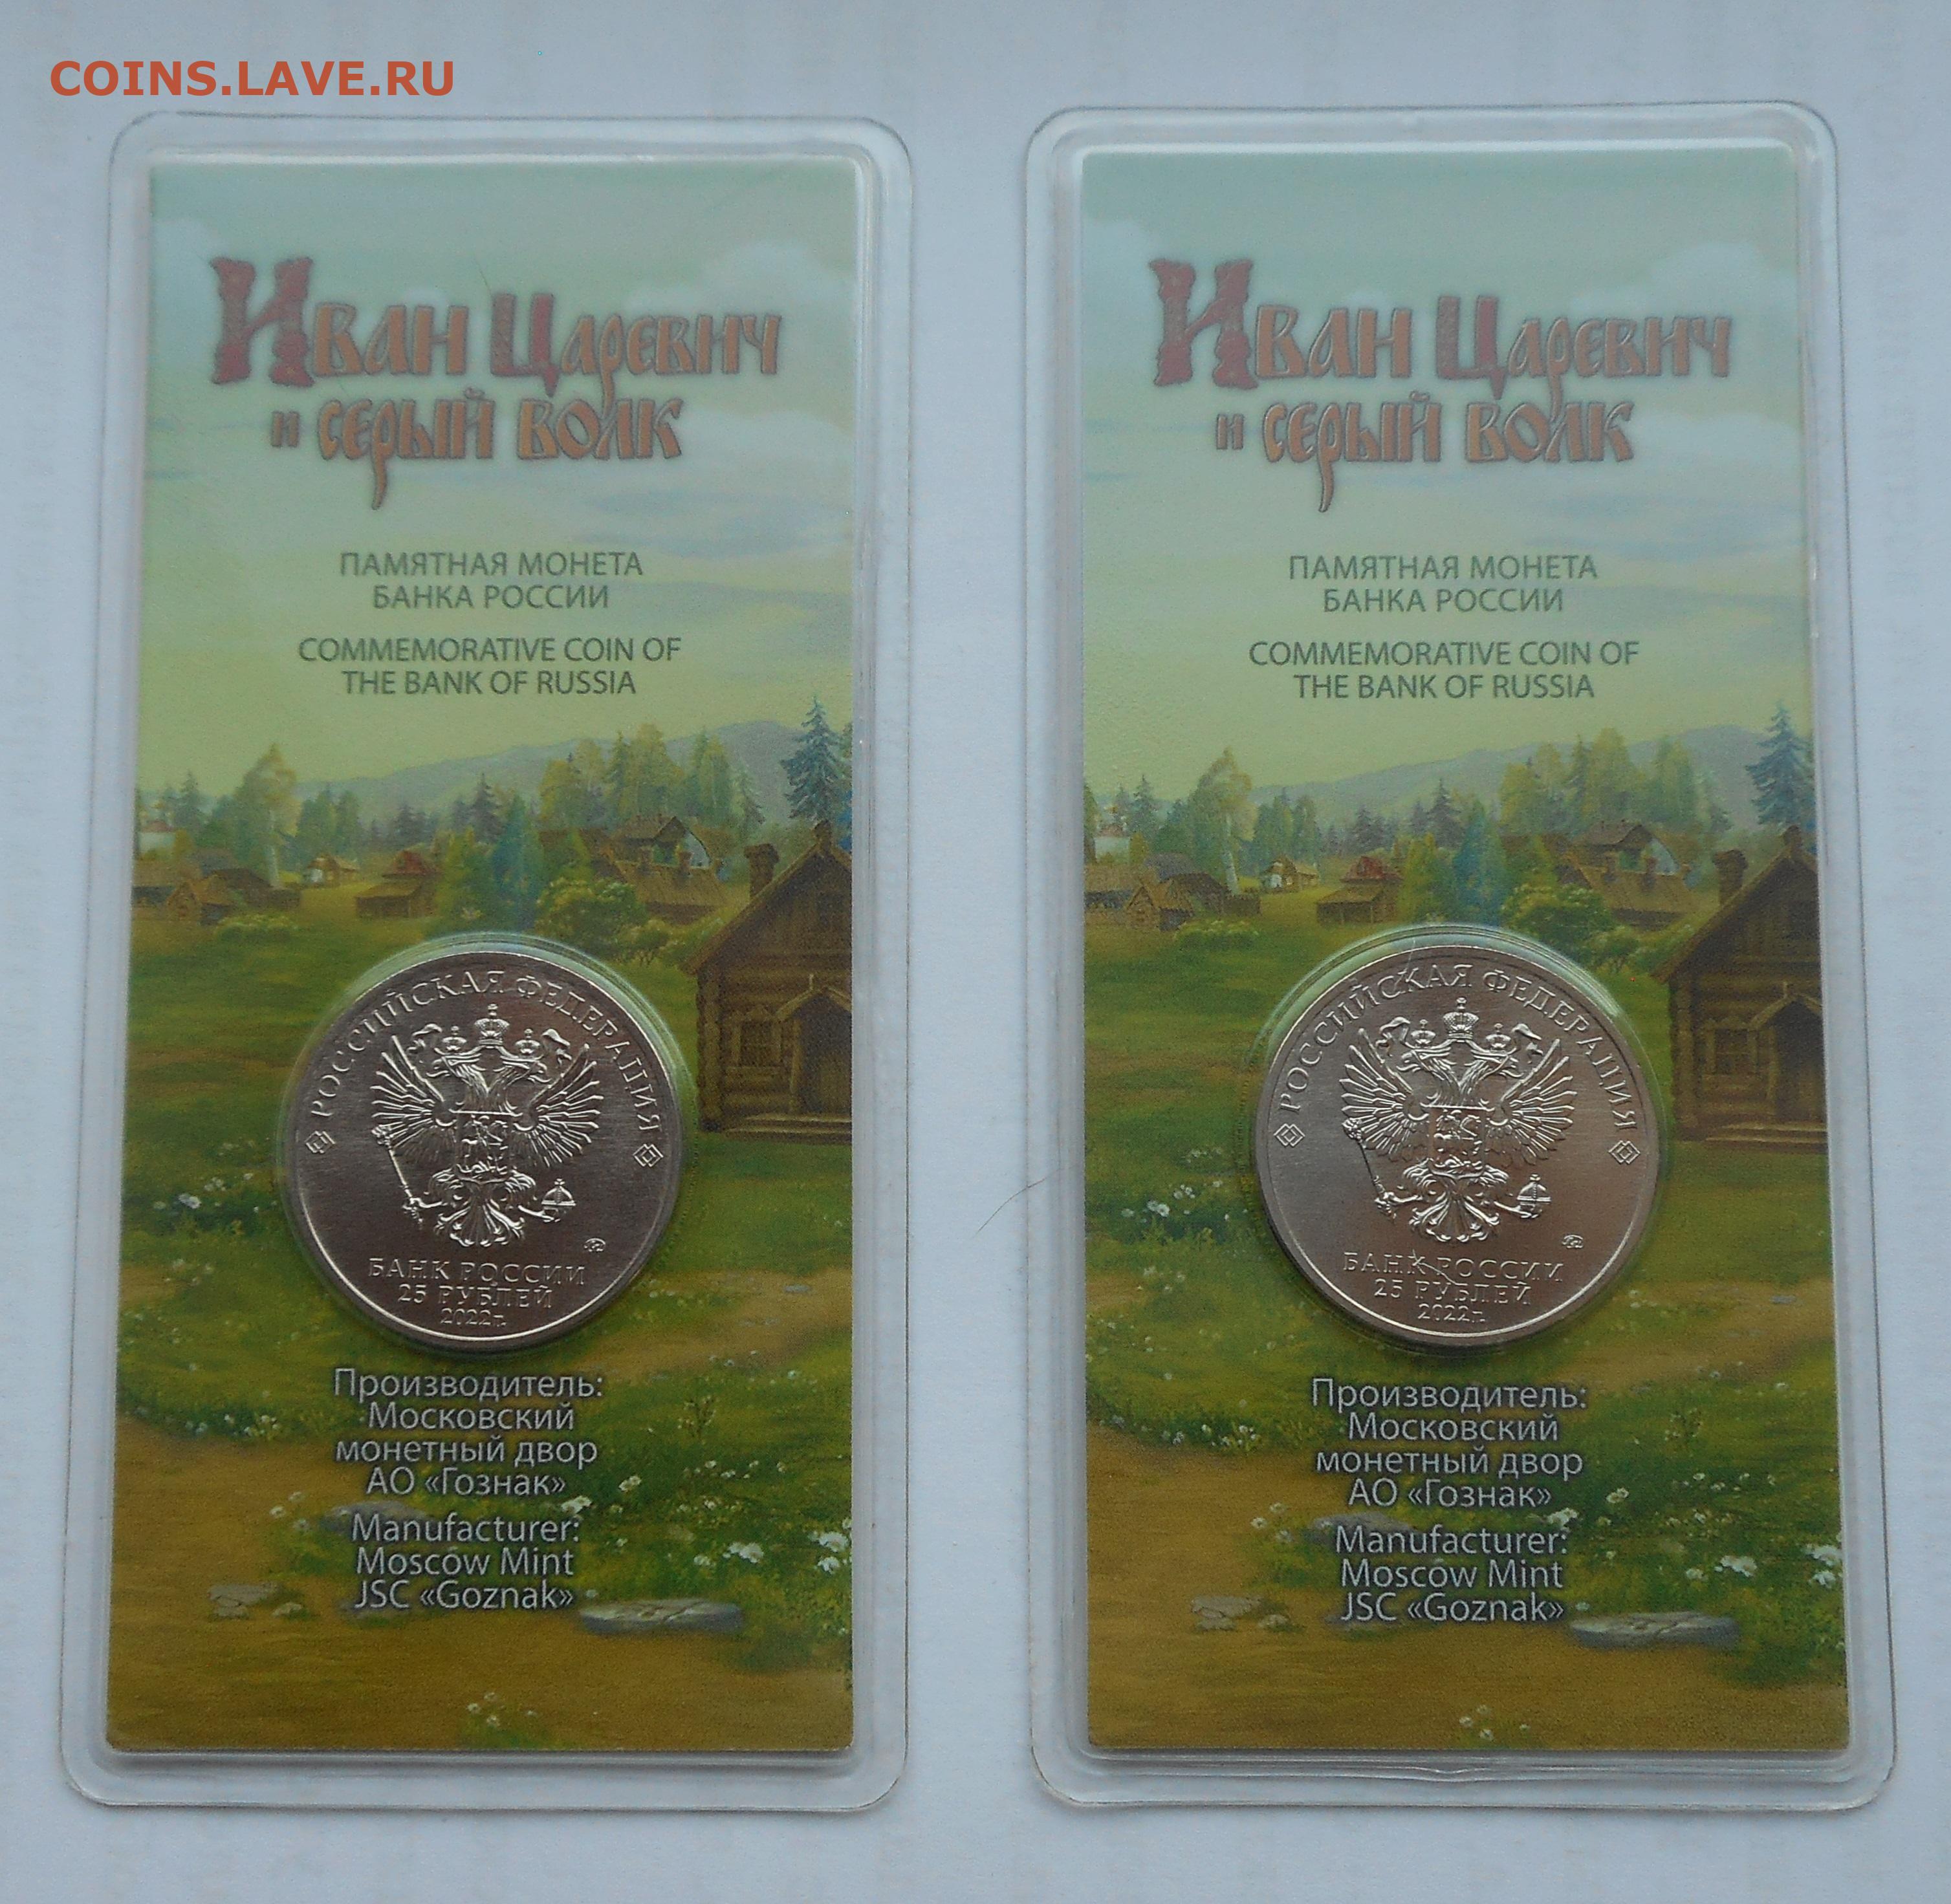 COINS.LAVE.RU
Иван Царевич
и серый волк
ПАМЯТНАЯ МОНЕТА
БАНКА РОССИИ
COMMEMORATIVE COIN OF
THE BANK OF RUSSIA
РОССИЙСКАЯ ФЕДЕРАЦИЯ
БАНК РОССИИ
25 РУБЛЕЙ
2022г.
Производитель:
Московский
монетный двор
АО «Гознак»
Manufacturer:
Moscow Mint
JSC «Goznak»
Иван Царевич
и серый волк
ПАМЯТНАЯ МОНЕТА
БАНКА РОССИИ
COMMEMORATIVE COIN OF
THE BANK OF RUSSIA
РОССИЙСКАЯ ФЕДЕРАЦИЯ
БАНК РОССИИ
25 РУБЛЕЙ
2022г.
Производитель:
Московский
монетный двор
АО «Гознак»
Manufacturer:
Moscow Mint
JSC «Goznak»